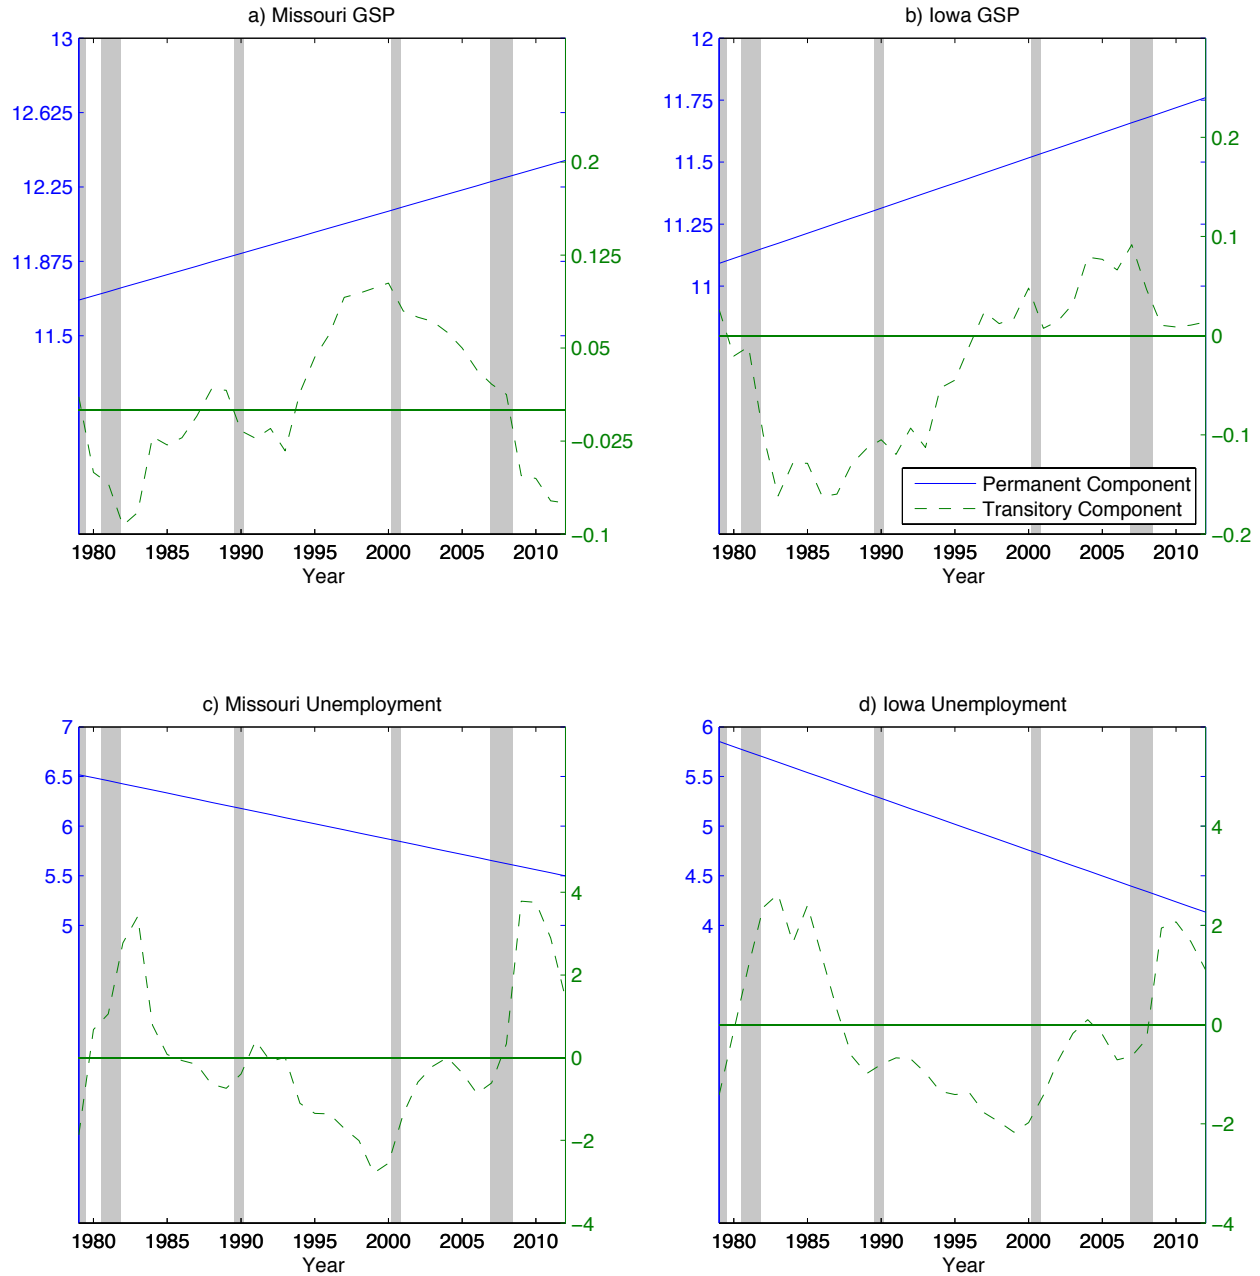 a) Missouri GSP
13
12.625
12.25
11.875
11.5
0.2
0.125
0.05
−0.025
−0.1
1980 1985 1990 1995 2000 2005 2010
Year
b) Iowa GSP
12
11.75
11.5
11.25
11
0.2
0.1
0
−0.1
−0.2
Permanent Component
Transitory Component
1980 1985 1990 1995 2000 2005 2010
Year
c) Missouri Unemployment
7
6.5
6
5.5
5
4
2
0
−2
−4
1980 1985 1990 1995 2000 2005 2010
Year
d) Iowa Unemployment
6
5.5
5
4.5
4
4
2
0
−2
−4
1980 1985 1990 1995 2000 2005 2010
Year